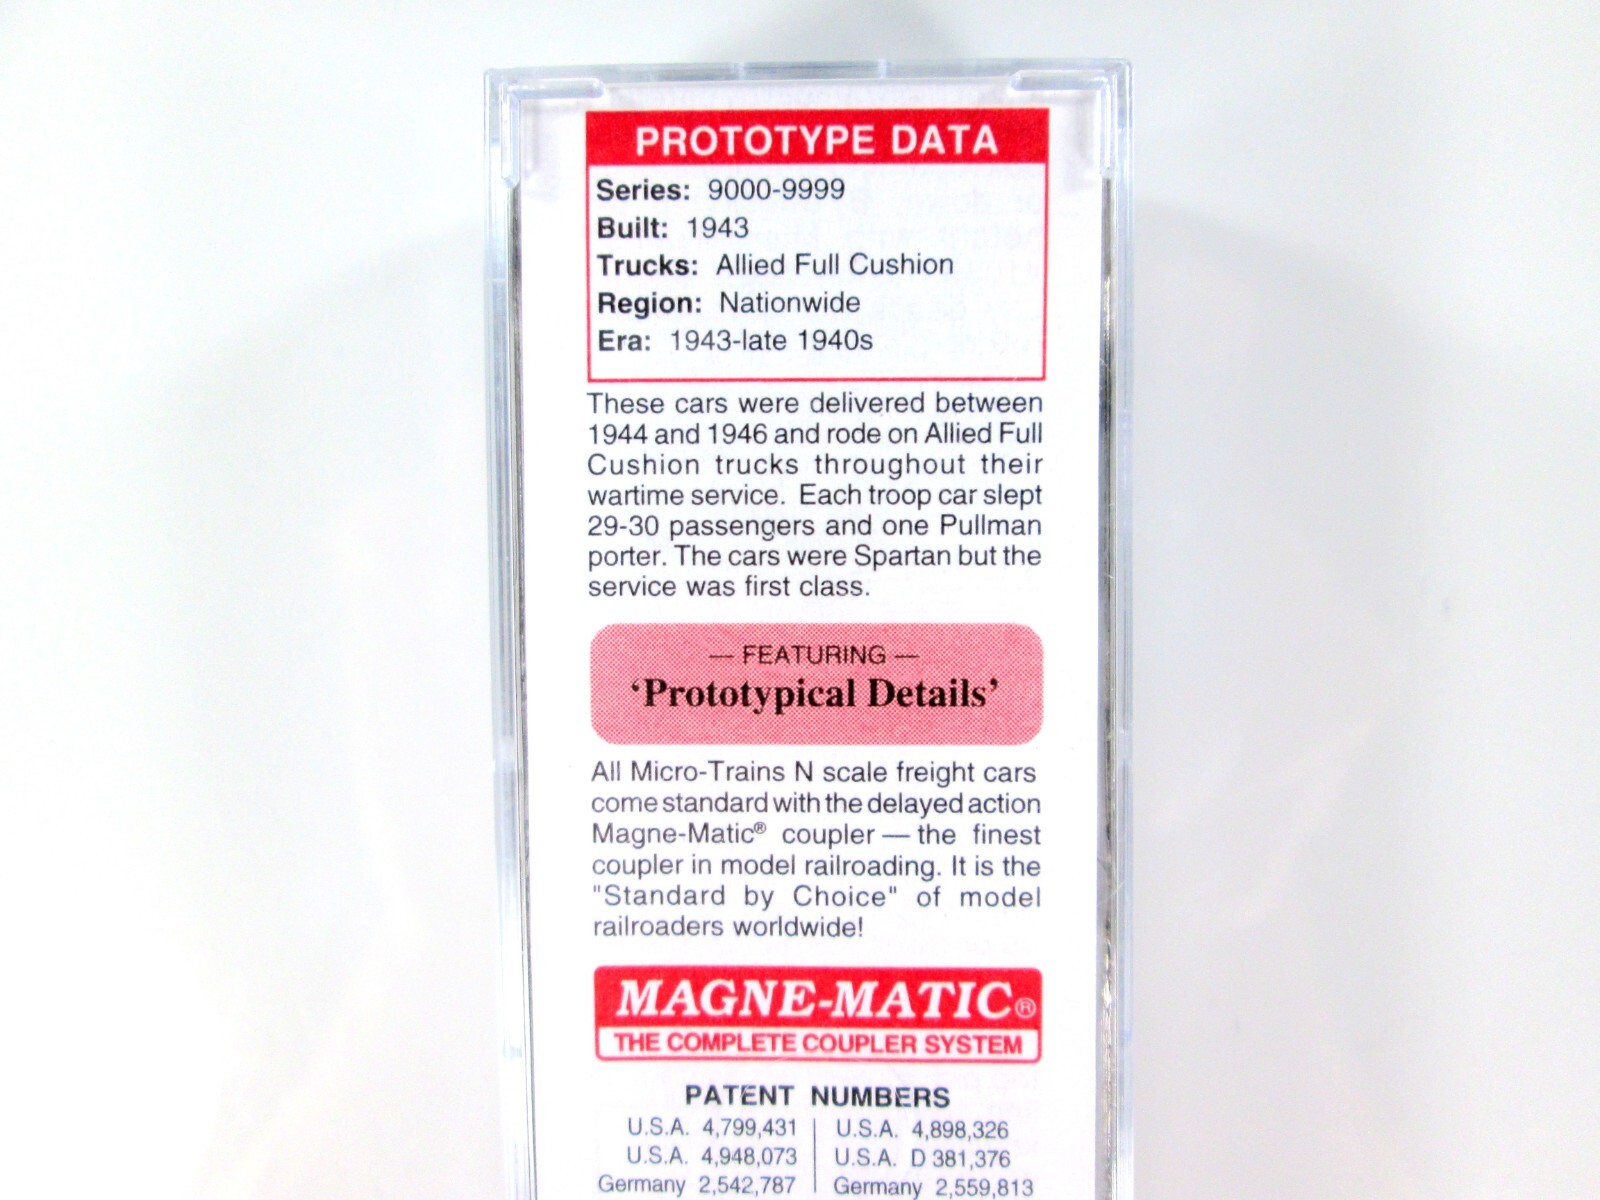 PROTOTYPE DATA
Series: 9000-9999
Built: 1943
Trucks: Allied Full Cushion
Region: Nationwide
Era: 1943-late 1940s
These cars were delivered between
1944 and 1946 and rode on Allied Full
Cushion trucks throughout their
wartime service. Each troop car slept
29-30 passengers and one Pullman
porter. The cars were Spartan but the
service was first class.
— FEATURING —
‘Prototypical Details’
All Micro-Trains N scale freight cars
come standard with the delayed action
Magne-Matic® coupler — the finest
coupler in model railroading. It is the
"Standard by Choice" of model
railroaders worldwide!
MAGNE-MATIC®
THE COMPLETE COUPLER SYSTEM
PATENT NUMBERS
U.S.A. 4,799,431 U.S.A. 4,898,326
U.S.A. 4,948,073 U.S.A. D 381,376
Germany 2,542,787 Germany 2,559,813